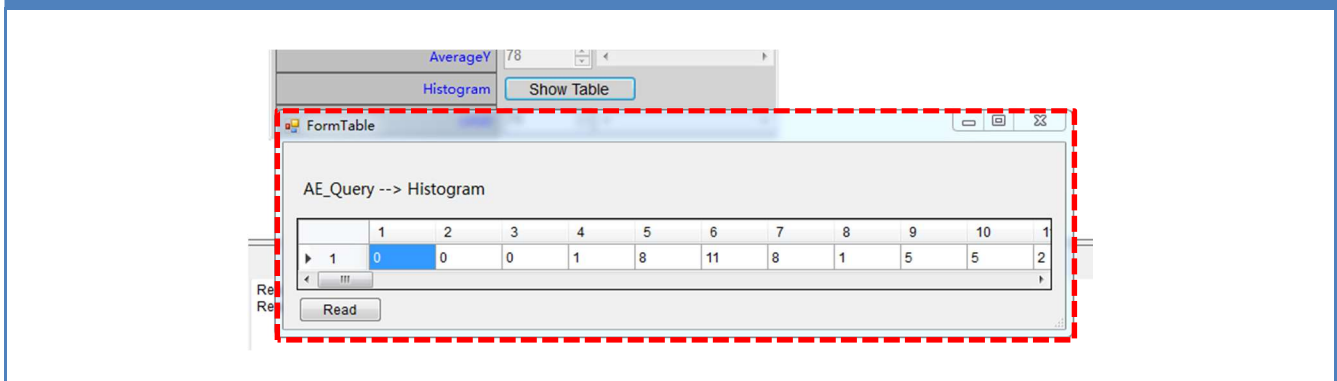 AverageY 78
Histogram Show Table
FormTable
AE_Query --> Histogram
1 2 3 4 5 6 7 8 9 10
1 0 0 0 1 8 11 8 1 5 5 2
Re
Re
Read